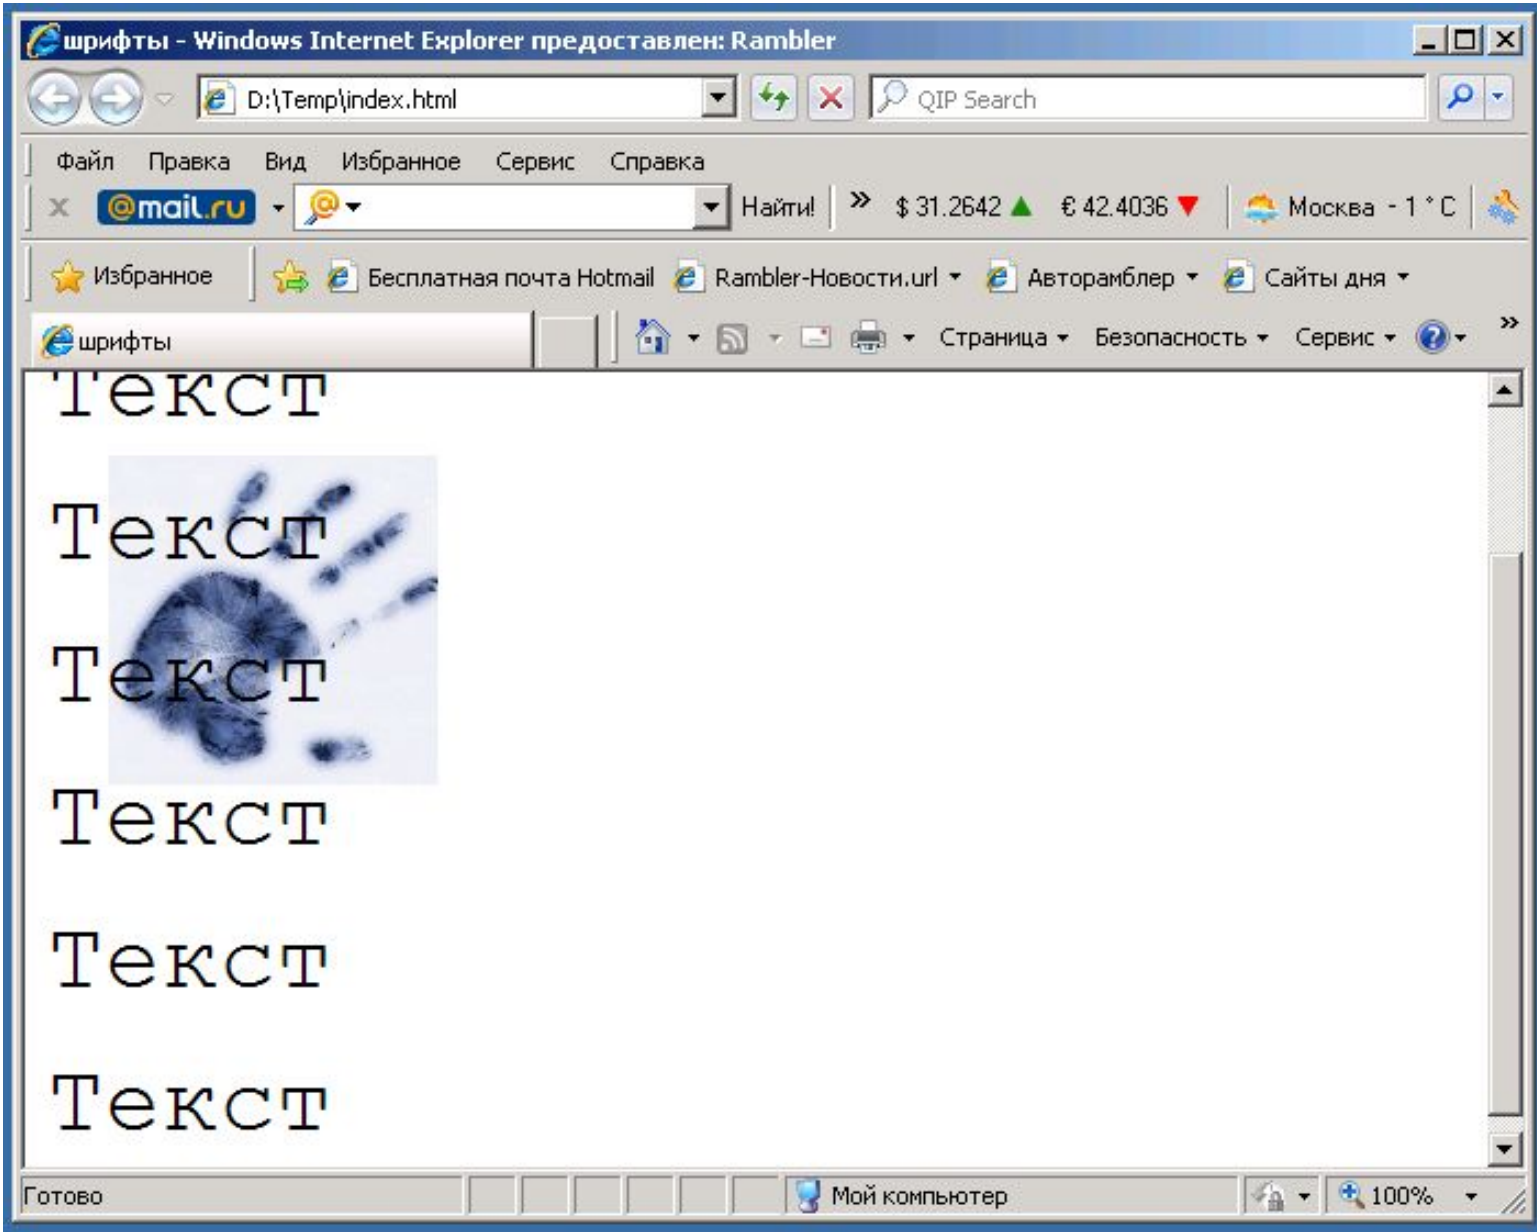 шрифты - Windows Internet Explorer предоставлен: Rambler
D:\Temp\index.html QIP Search
Файл Правка Вид Избранное Сервис Справка
x @mail.ru Найти! » $ 31.2642 ▲ € 42.4036 ▼ Москва - 1 °C
Избранное Бесплатная почта Hotmail Rambler-Новости.url Авторамблер Сайты дня
шрифты Страница Безопасность Сервис »
Текст
Текст
Текст
Текст
Текст
Текст
Готово Мой компьютер 100%